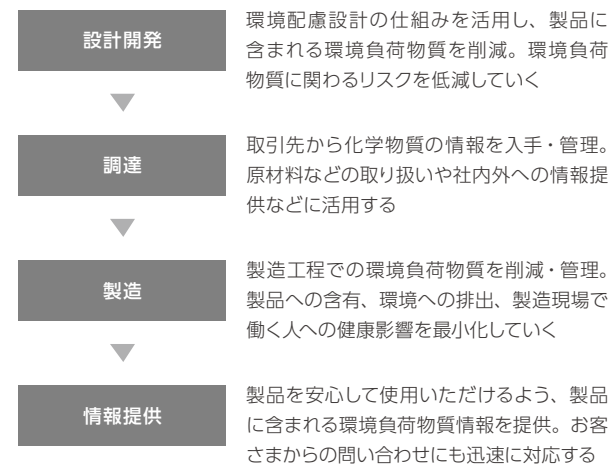 設計開発
環境配慮設計の仕組みを活用し、製品に
含まれる環境負荷物質を削減。環境負荷
物質に関わるリスクを低減していく
調達
取引先から化学物質の情報を入手・管理。
原材料などの取り扱いや社内外への情報提
供などに活用する
製造
製造工程での環境負荷物質を削減・管理。
製品への含有、環境への排出、製造現場で
働く人への健康影響を最小化していく
情報提供
製品を安心して使用いただけるよう、製品
に含まれる環境負荷物質情報を提供。お客
さまからの問い合わせにも迅速に対応する